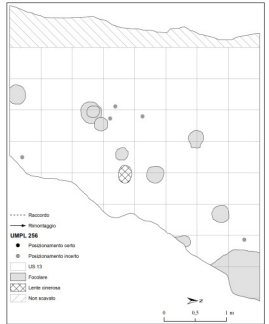 Raccordo
Rimontaggio
UMPL 256
Posizionamento certo
Posizionamento incerto
US 13
Focolare
Lente cinerosa
Non scavato
z
0 0,5 1 m